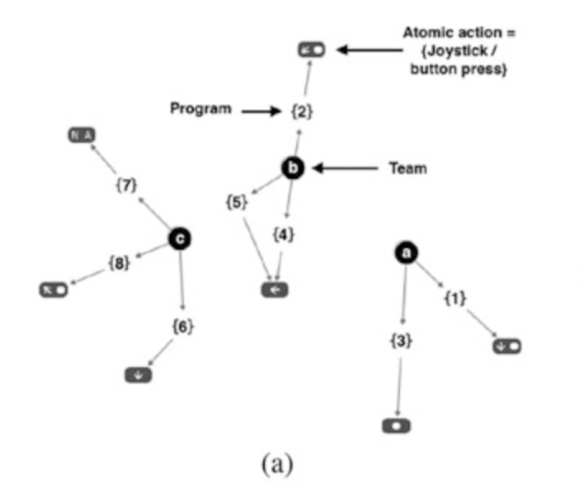 Atomic action =
{Joystick /
button press}
Program
{2}
N A
b
Team
{7}
{5}
{4}
c
a
{8}
{1}
←
{6}
{3}
↓
(a)